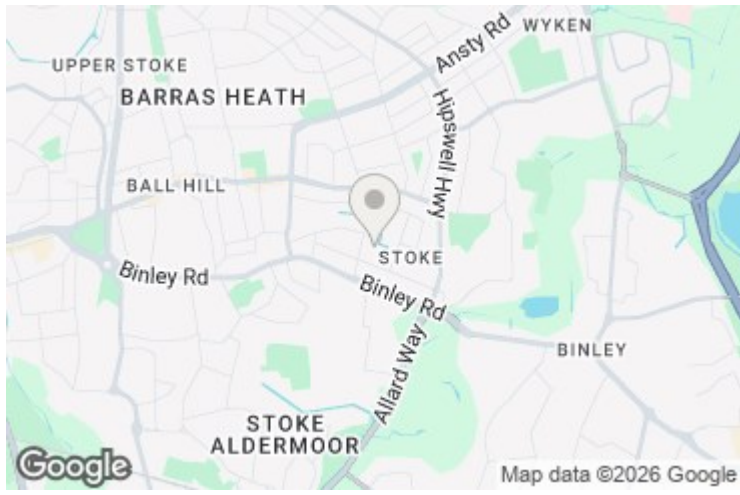 WYKEN
Ansty Rd
UPPER STOKE
BARRAS HEATH
Hipswell Hwy
BALL HILL
STOKE
Binley Rd
Binley Rd
BINLEY
Allard Way
STOKE
ALDERMOOR
Google
Map data ©2026 Google